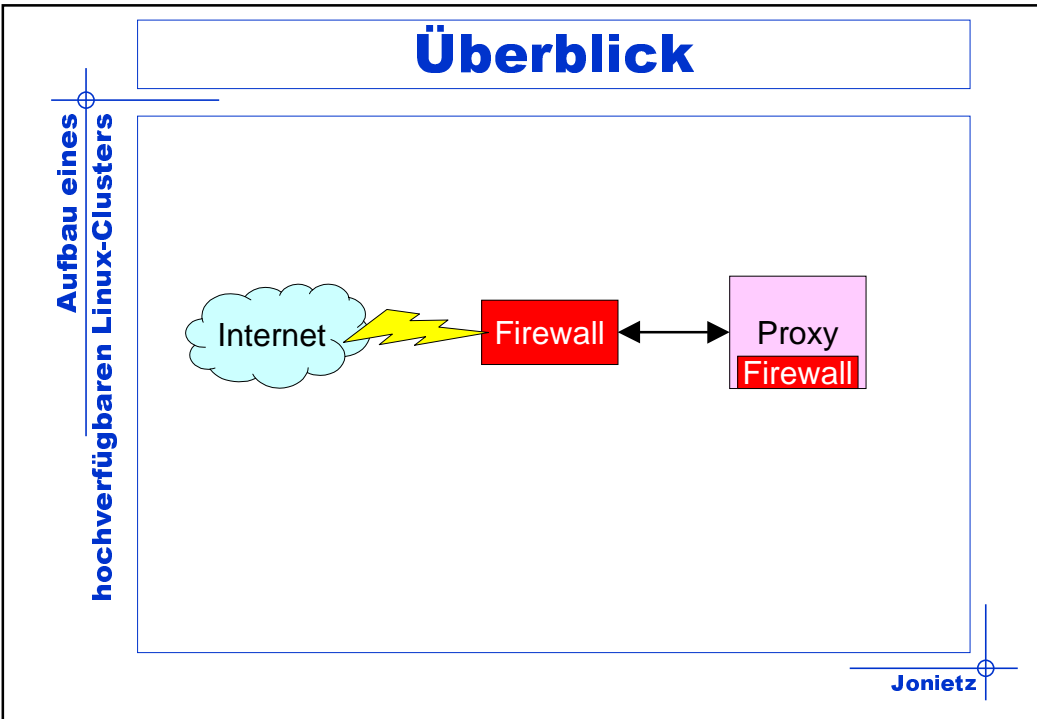 Überblick
Aufbau eines
hochverfügbaren Linux-Clusters
Internet
Firewall
Proxy
Firewall
Jonietz